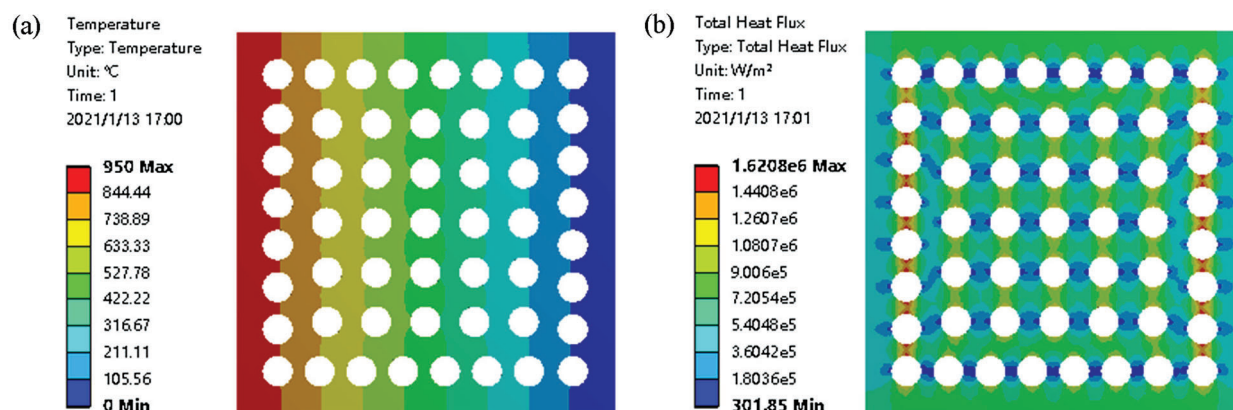 (a)
Temperature
Type: Temperature
Unit: °C
Time: 1
2021/1/13 17:00
950 Max
844.44
738.89
633.33
527.78
422.22
316.67
211.11
105.56
0 Min
(b)
Total Heat Flux
Type: Total Heat Flux
Unit: W/m²
Time: 1
2021/1/13 17:01
1.6208e6 Max
1.4408e6
1.2607e6
1.0807e6
9.006e5
7.2054e5
5.4048e5
3.6042e5
1.8036e5
301.85 Min